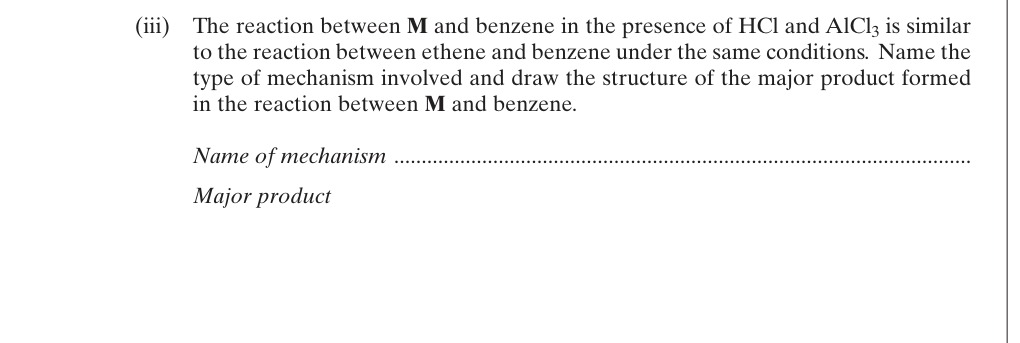 (iii) The reaction between M and benzene in the presence of HCl and AlCl₃ is similar
to the reaction between ethene and benzene under the same conditions. Name the
type of mechanism involved and draw the structure of the major product formed
in the reaction between M and benzene.
Name of mechanism ..........................................................................................................
Major product